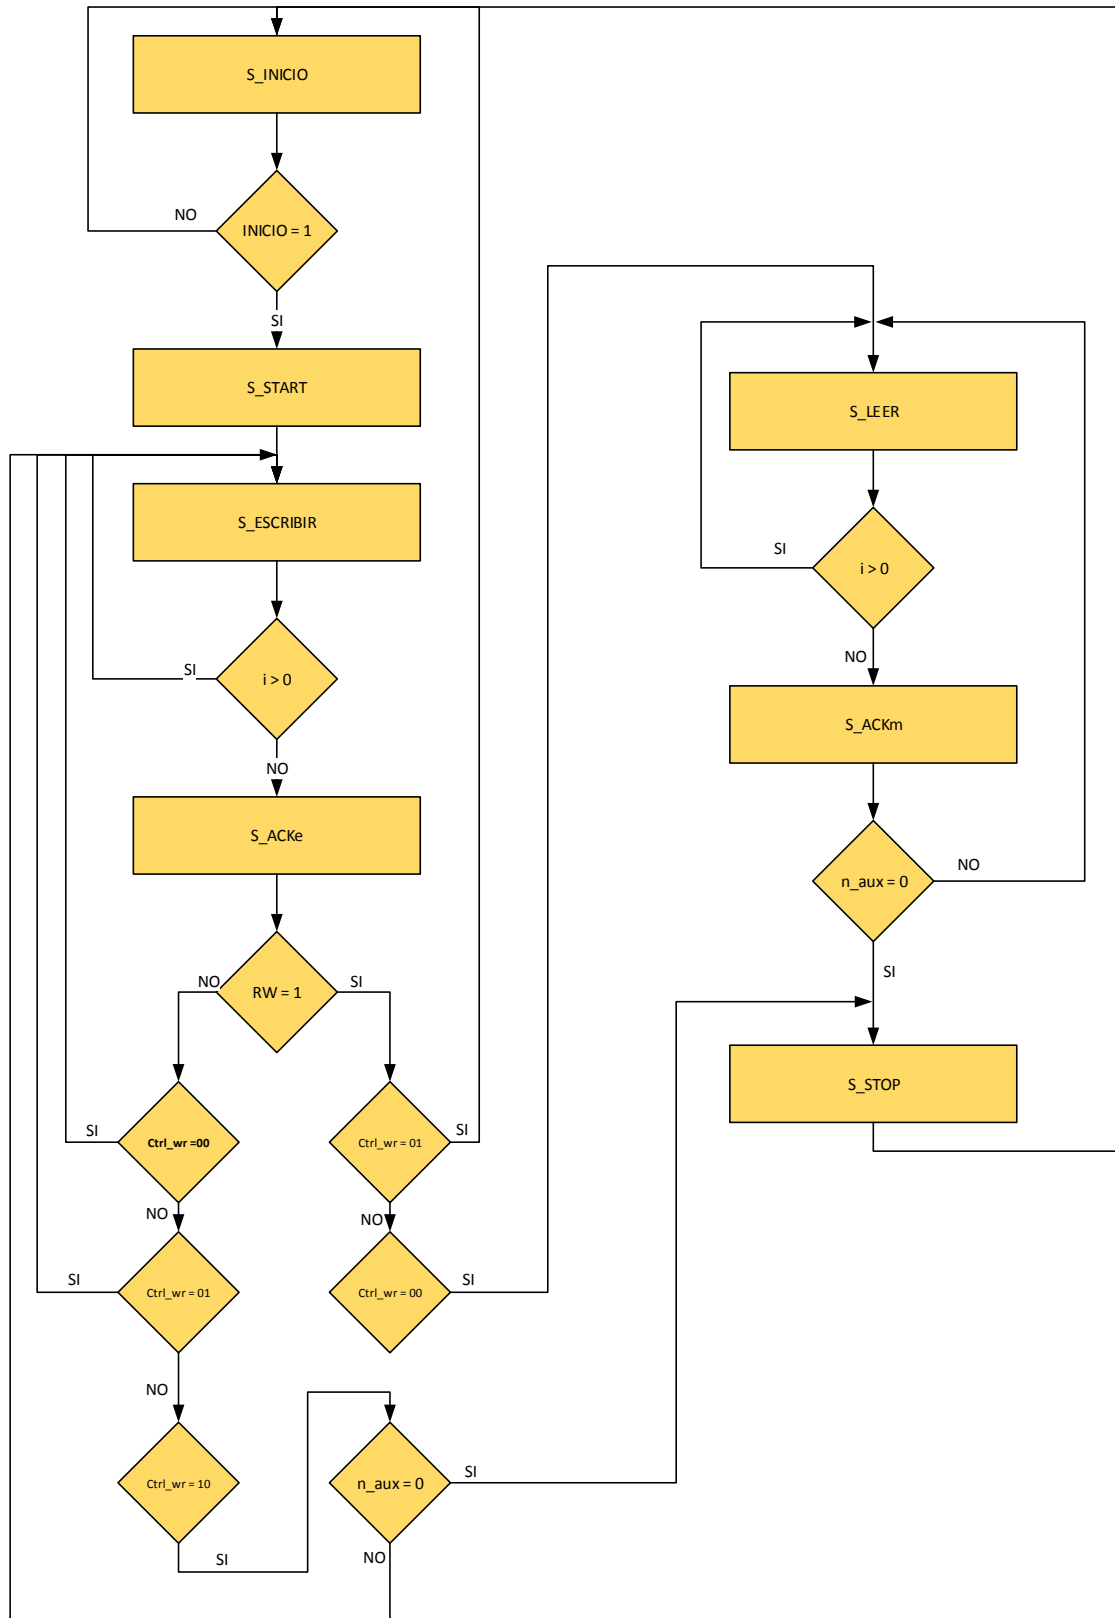 S_INICIO
NO
INICIO = 1
SI
S_START
S_ESCRIBIR
SI
i > 0
NO
S_ACKe
NO
RW = 1
SI
SI
Ctrl_wr =00
Ctrl_wr = 01
SI
NO
NO
SI
Ctrl_wr = 01
Ctrl_wr = 00
SI
NO
Ctrl_wr = 10
n_aux = 0
SI
SI
NO
S_LEER
SI
i > 0
NO
S_ACKm
n_aux = 0
NO
SI
S_STOP